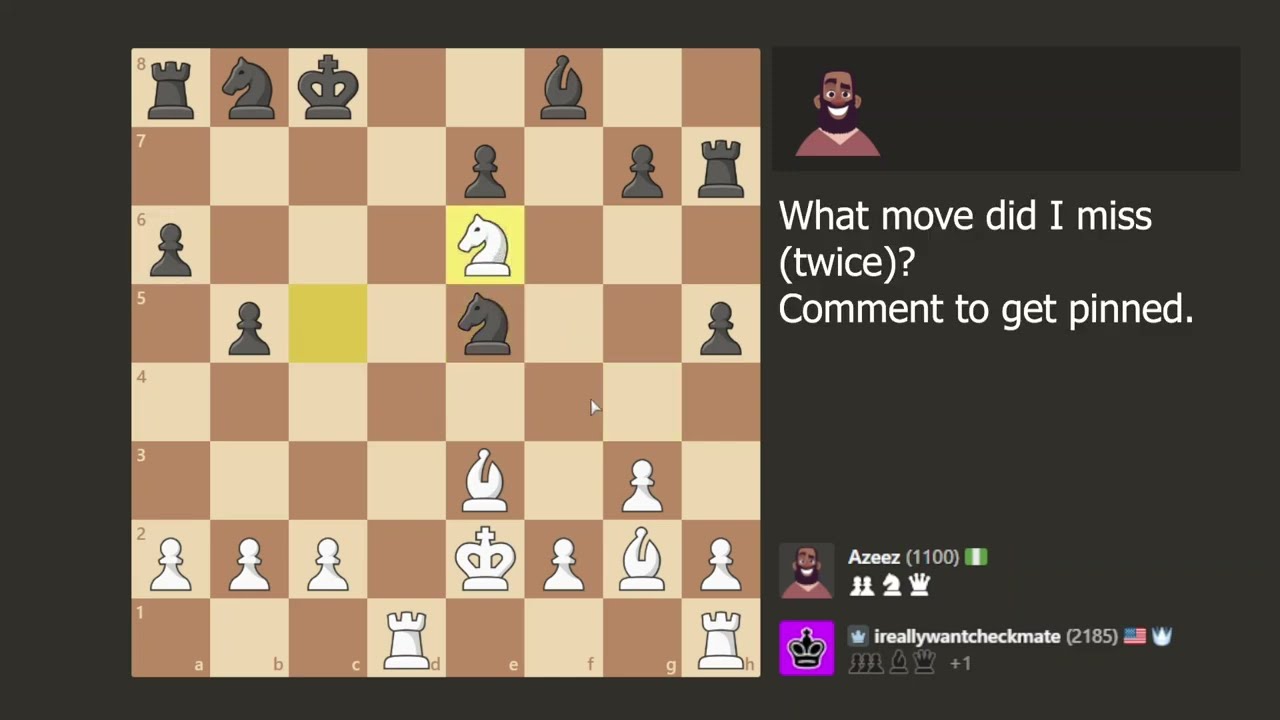 8
7
6
5
4
3
2
1
a b c d e f g h
What move did I miss
(twice)?
Comment to get pinned.
Azeez (1100)
ireallywantcheckmate (2185)
+1